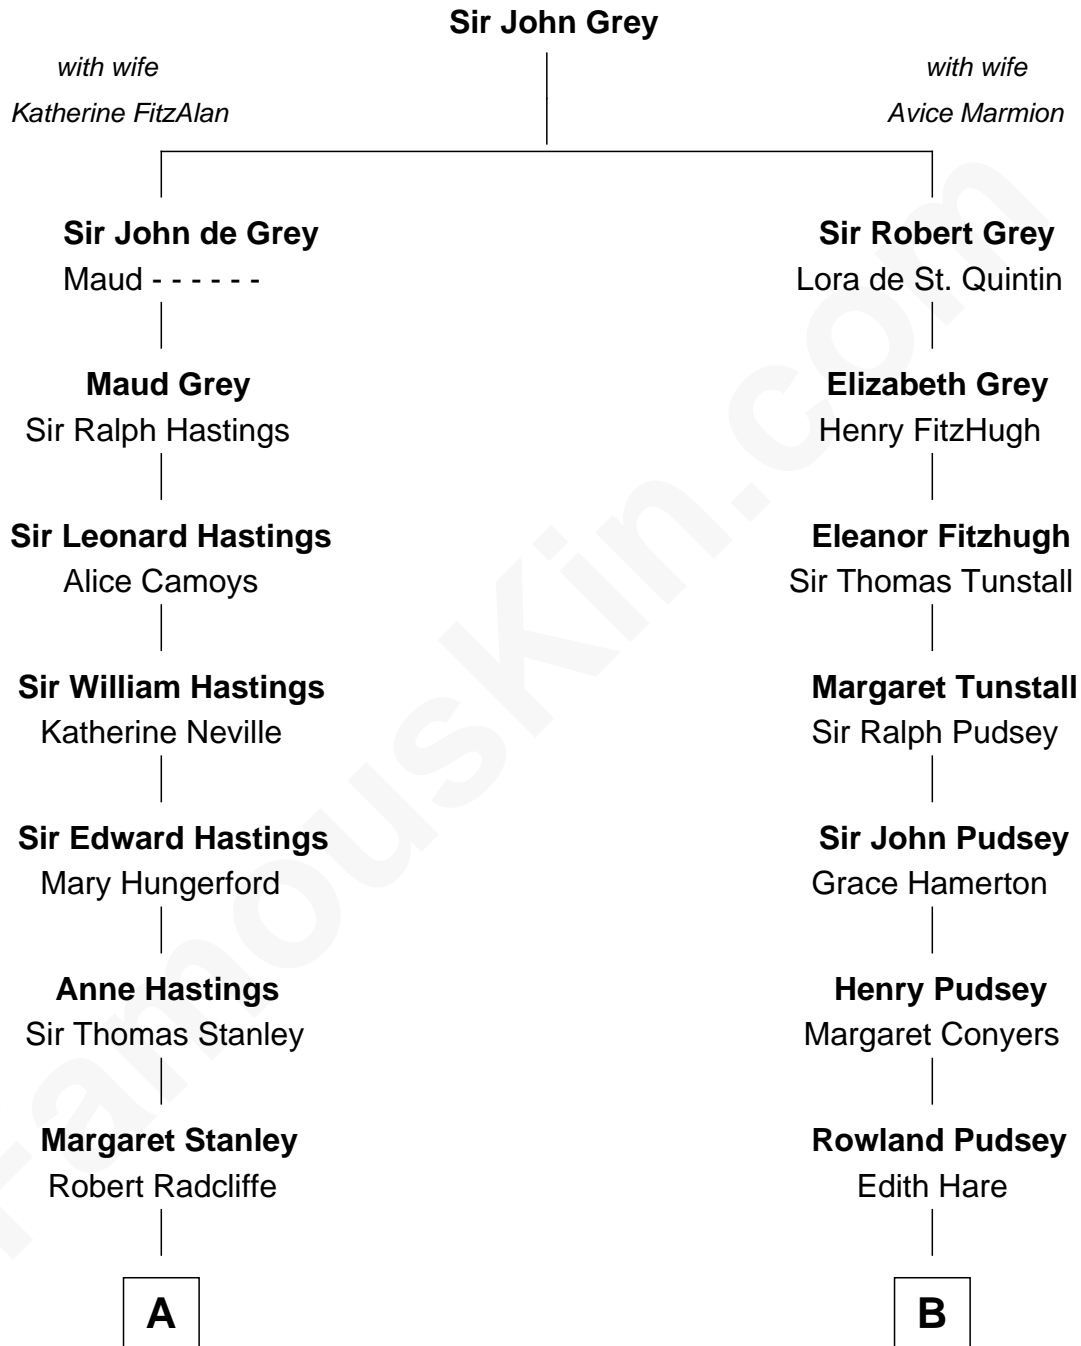 Sir John Grey
with wife
Katherine FitzAlan
with wife
Avice Marmion
Sir John de Grey
Maud - - - - - -
Maud Grey
Sir Ralph Hastings
Sir Leonard Hastings
Alice Camoys
Sir William Hastings
Katherine Neville
Sir Edward Hastings
Mary Hungerford
Anne Hastings
Sir Thomas Stanley
Margaret Stanley
Robert Radcliffe
A
Sir Robert Grey
Lora de St. Quintin
Elizabeth Grey
Henry FitzHugh
Eleanor Fitzhugh
Sir Thomas Tunstall
Margaret Tunstall
Sir Ralph Pudsey
Sir John Pudsey
Grace Hamerton
Henry Pudsey
Margaret Conyers
Rowland Pudsey
Edith Hare
B
FamousKin.com